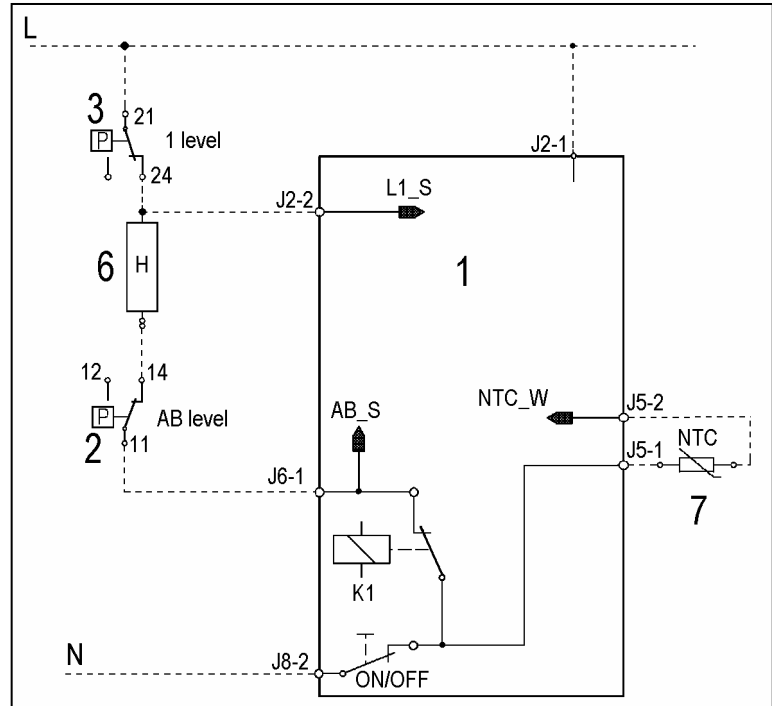 L
3
21
P
1 level
24
J2-1
J2-2
L1_S
6
H
1
12
14
AB_S
NTC_W
J5-2
P
AB level
J5-1
NTC
2
11
7
J6-1
K1
N
J8-2
ON/OFF